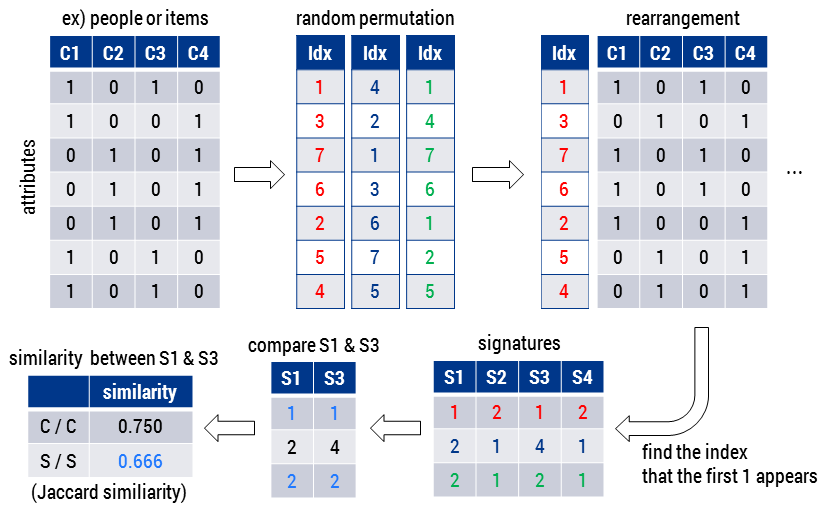 ex) people or items
random permutation
rearrangement
C1 C2 C3 C4
Idx Idx Idx
Idx C1 C2 C3 C4
1 0 1 0
1 4 1
1 1 0 1 0
1 0 0 1
3 2 4
3 0 1 0 1
0 1 0 1
7 1 7
7 1 0 1 0
0 1 0 1
6 3 6
6 1 0 1 0
0 1 0 1
2 6 1
2 1 0 0 1
1 0 1 0
5 7 2
5 0 1 0 1
1 0 1 0
4 5 5
4 0 1 0 1
attributes
...
similarity between S1 & S3
similarity
C / C 0.750
S / S 0.666
(Jaccard similiarity)
compare S1 & S3
S1 S3
1 1
2 4
2 2
signatures
S1 S2 S3 S4
1 2 1 2
2 1 4 1
2 1 2 1
find the index
that the first 1 appears